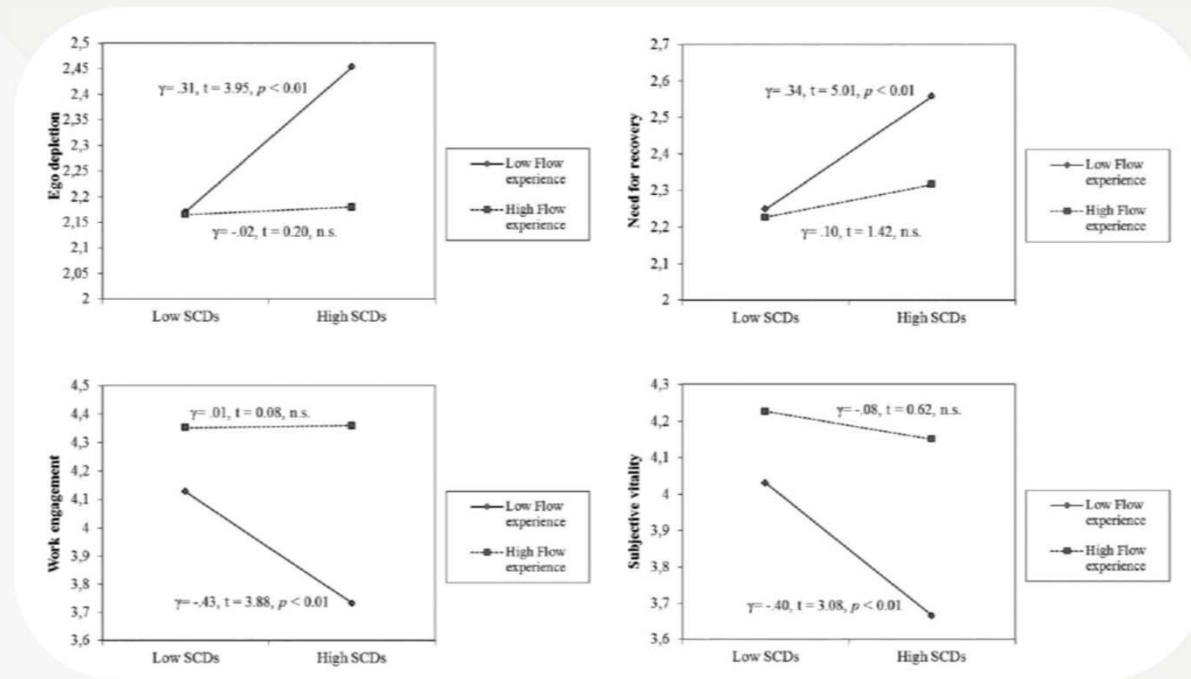 2,5
2,45
2,4
2,35
2,3
2,25
2,2
2,15
2,1
2,05
2
Ego depletion
γ= .31, t = 3.95, p < 0.01
γ= -.02, t = 0.20, n.s.
Low SCDs
High SCDs
Low Flow
experience
High Flow
experience
2,7
2,6
2,5
2,4
2,3
2,2
2,1
2
Need for recovery
γ= .34, t = 5.01, p < 0.01
γ= .10, t = 1.42, n.s.
Low SCDs
High SCDs
Low Flow
experience
High Flow
experience
4,5
4,4
4,3
4,2
4,1
4
3,9
3,8
3,7
3,6
Work engagement
γ= .01, t = 0.08, n.s.
γ= -.43, t = 3.88, p < 0.01
Low SCDs
High SCDs
Low Flow
experience
High Flow
experience
4,3
4,2
4,1
4
3,9
3,8
3,7
3,6
Subjective vitality
γ= -.08, t = 0.62, n.s.
γ= -.40, t = 3.08, p < 0.01
Low SCDs
High SCDs
Low Flow
experience
High Flow
experience